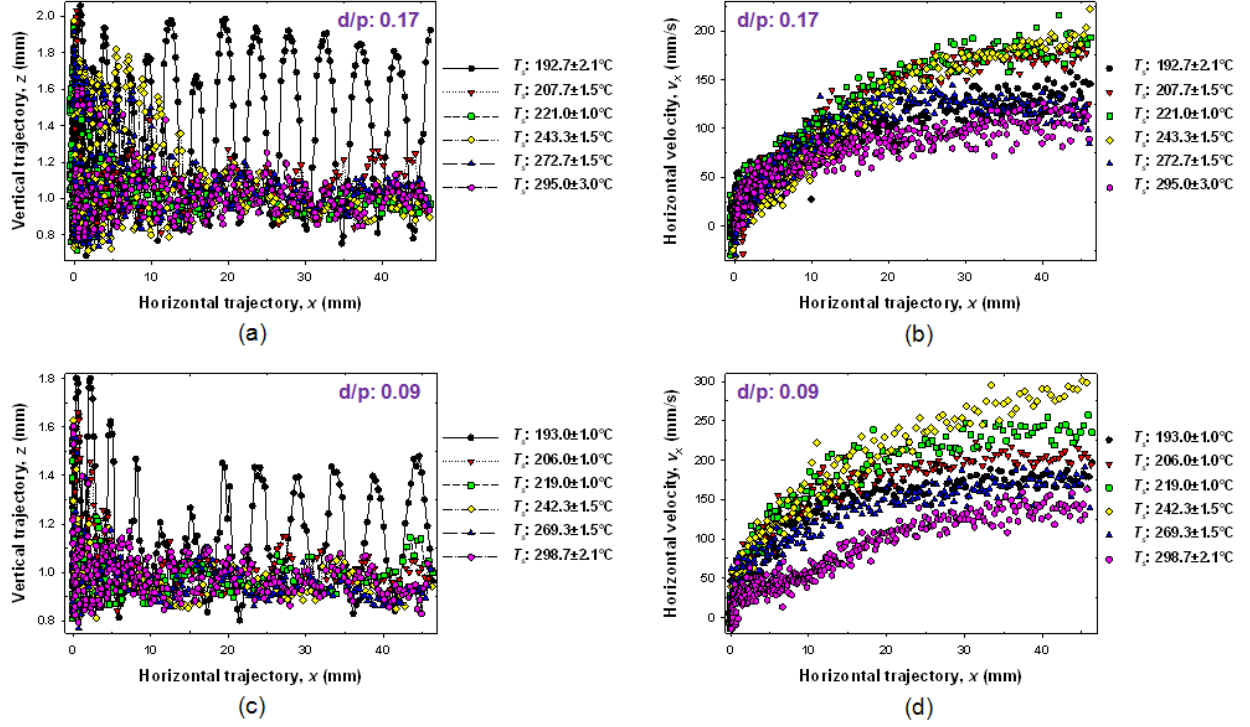 d/p: 0.17
2.0
1.8
1.6
1.4
1.2
1.0
0.8
Vertical trajectory, z (mm)
0 10 20 30 40
Horizontal trajectory, x (mm)
Ts: 192.7±2.1°C
Ts: 207.7±1.5°C
Ts: 221.0±1.0°C
Ts: 243.3±1.5°C
Ts: 272.7±1.5°C
Ts: 295.0±3.0°C
(a)
d/p: 0.17
200
150
100
50
0
Horizontal velocity, vx (mm/s)
0 10 20 30 40
Horizontal trajectory, x (mm)
Ts: 192.7±2.1°C
Ts: 207.7±1.5°C
Ts: 221.0±1.0°C
Ts: 243.3±1.5°C
Ts: 272.7±1.5°C
Ts: 295.0±3.0°C
(b)
d/p: 0.09
1.8
1.6
1.4
1.2
1.0
0.8
Vertical trajectory, z (mm)
0 10 20 30 40
Horizontal trajectory, x (mm)
Ts: 193.0±1.0°C
Ts: 206.0±1.0°C
Ts: 219.0±1.0°C
Ts: 242.3±1.5°C
Ts: 269.3±1.5°C
Ts: 298.7±2.1°C
(c)
d/p: 0.09
300
250
200
150
100
50
0
Horizontal velocity, vx (mm/s)
0 10 20 30 40
Horizontal trajectory, x (mm)
Ts: 193.0±1.0°C
Ts: 206.0±1.0°C
Ts: 219.0±1.0°C
Ts: 242.3±1.5°C
Ts: 269.3±1.5°C
Ts: 298.7±2.1°C
(d)